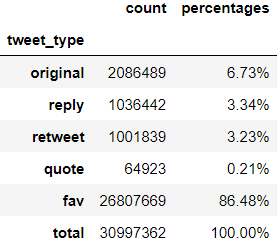 count percentages
tweet_type
original 2086489 6.73%
reply 1036442 3.34%
retweet 1001839 3.23%
quote 64923 0.21%
fav 26807669 86.48%
total 30997362 100.00%